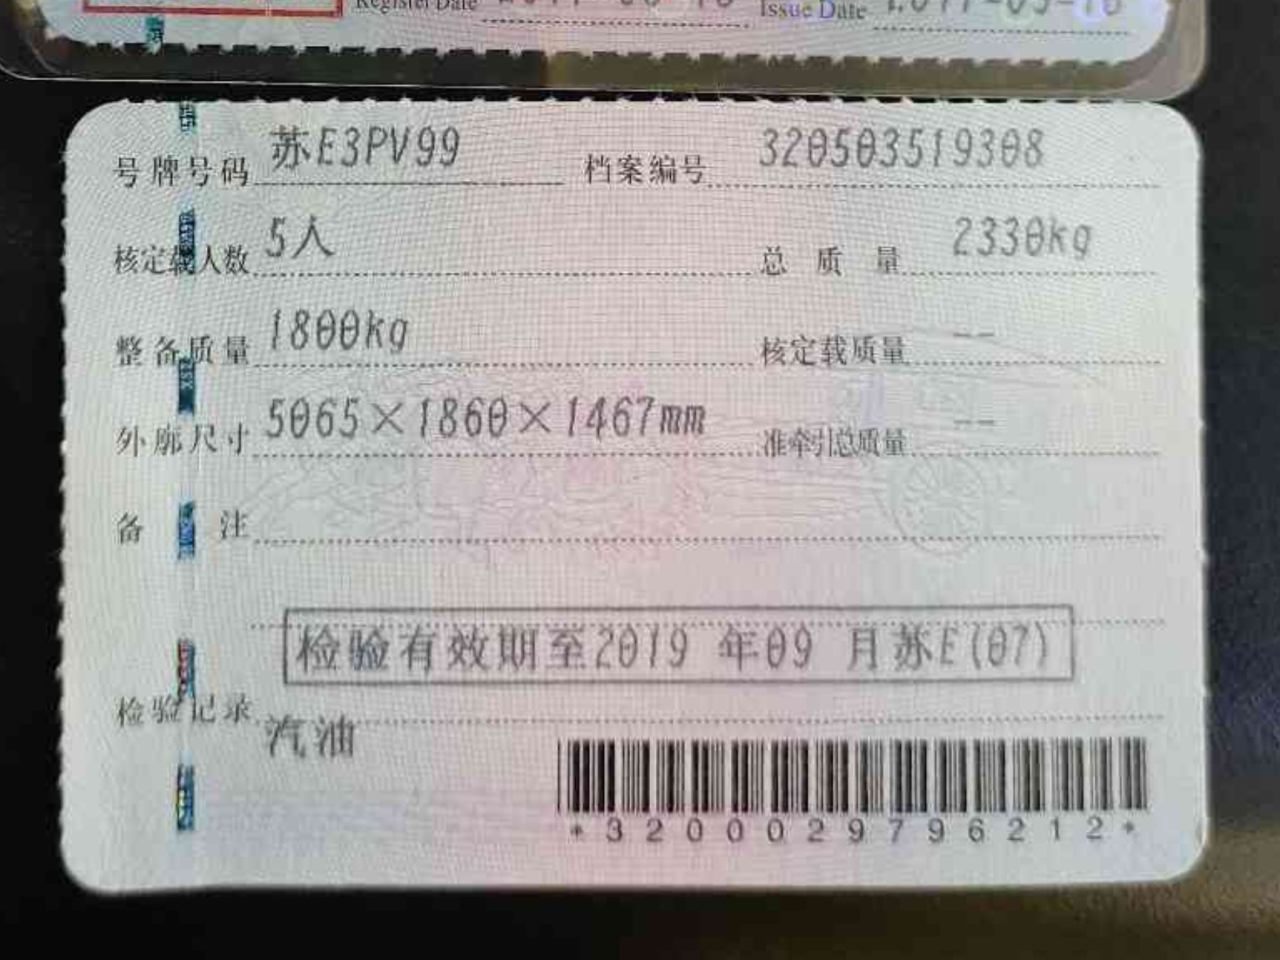 Register Date Issue Date
号牌号码 苏E3PV99 档案编号 320503519308
核定载人数 5人 总质量 2330kg
整备质量 1800kg 核定载质量 --
外廓尺寸 5065×1860×1467mm 准牵引总质量 --
备注
检验有效期至2019 年09 月苏E(07)
检验记录
汽油
*3200029796212*